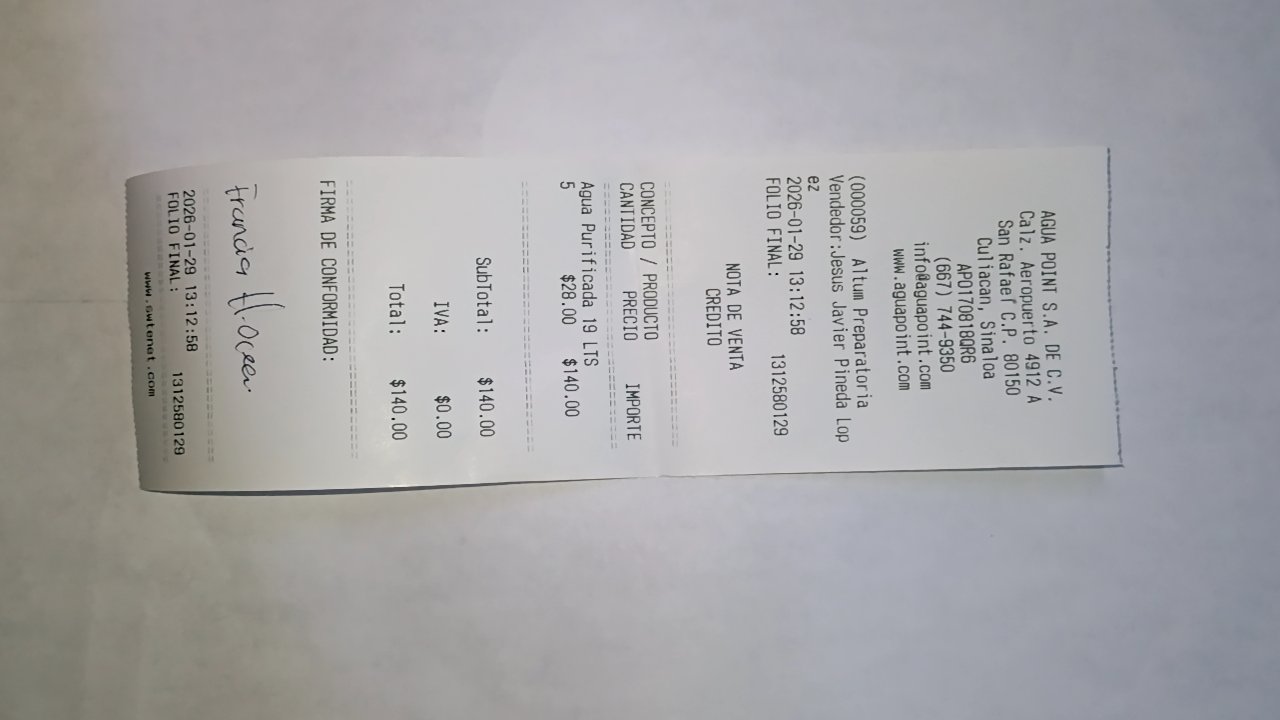 AGUA POINT S.A. DE C.V.
Calz. Aeropuerto 4912 A
San Rafael C.P. 80150
Culiacan, Sinaloa
APO170818QR6
(667) 744-9350
info@aguapoint.com
www.aguapoint.com
(000059) Altum Preparatoria
Vendedor:Jesus Javier Pineda Lop
ez
2026-01-29 13:12:58
FOLIO FINAL: 1312580129
NOTA DE VENTA
CREDITO
CONCEPTO / PRODUCTO
CANTIDAD PRECIO IMPORTE
Agua Purificada 19 LTS
5 $28.00 $140.00
SubTotal: $140.00
IVA: $0.00
Total: $140.00
FIRMA DE CONFORMIDAD:
2026-01-29 13:12:58
FOLIO FINAL: 1312580129